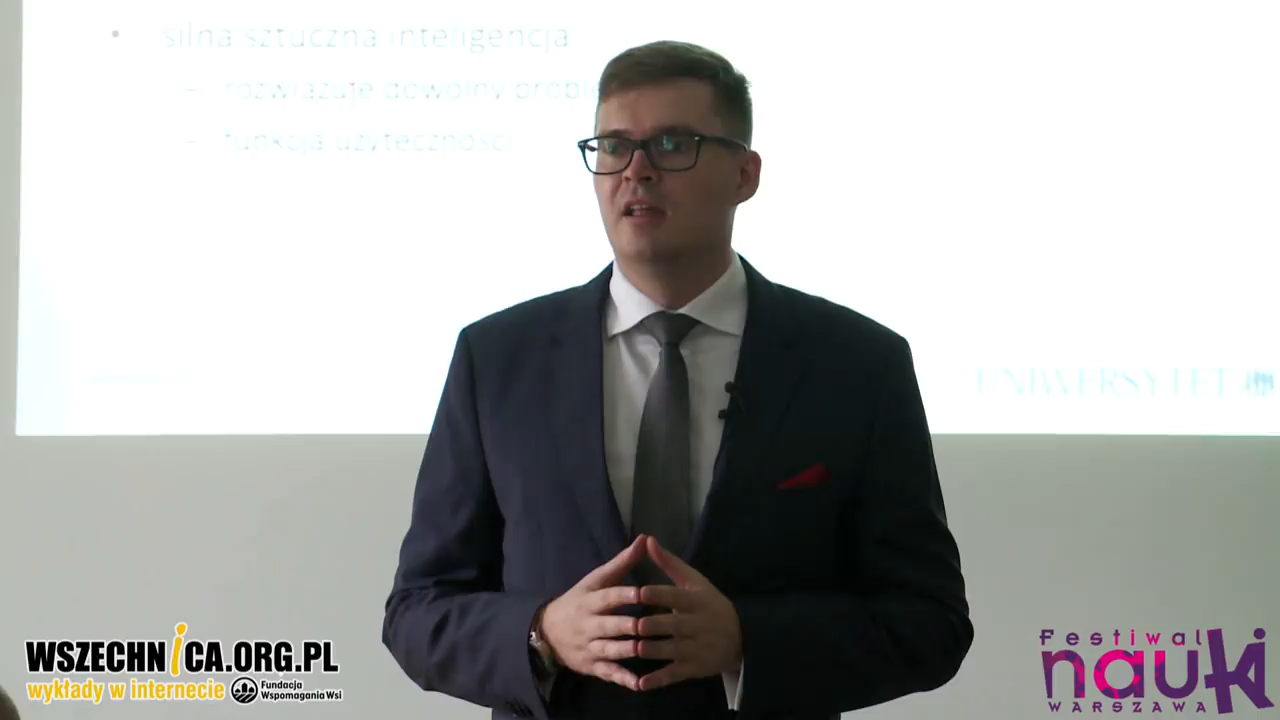 silna sztuczna inteligencja
rozwiązuje dowolny
funkcja użyteczności
UNIWERSYTET
WSZECHNICA.ORG.PL
wykłady w internecie
Fundacja
Wspomagania Wsi
Festiwal
nauki
WARSZAWA